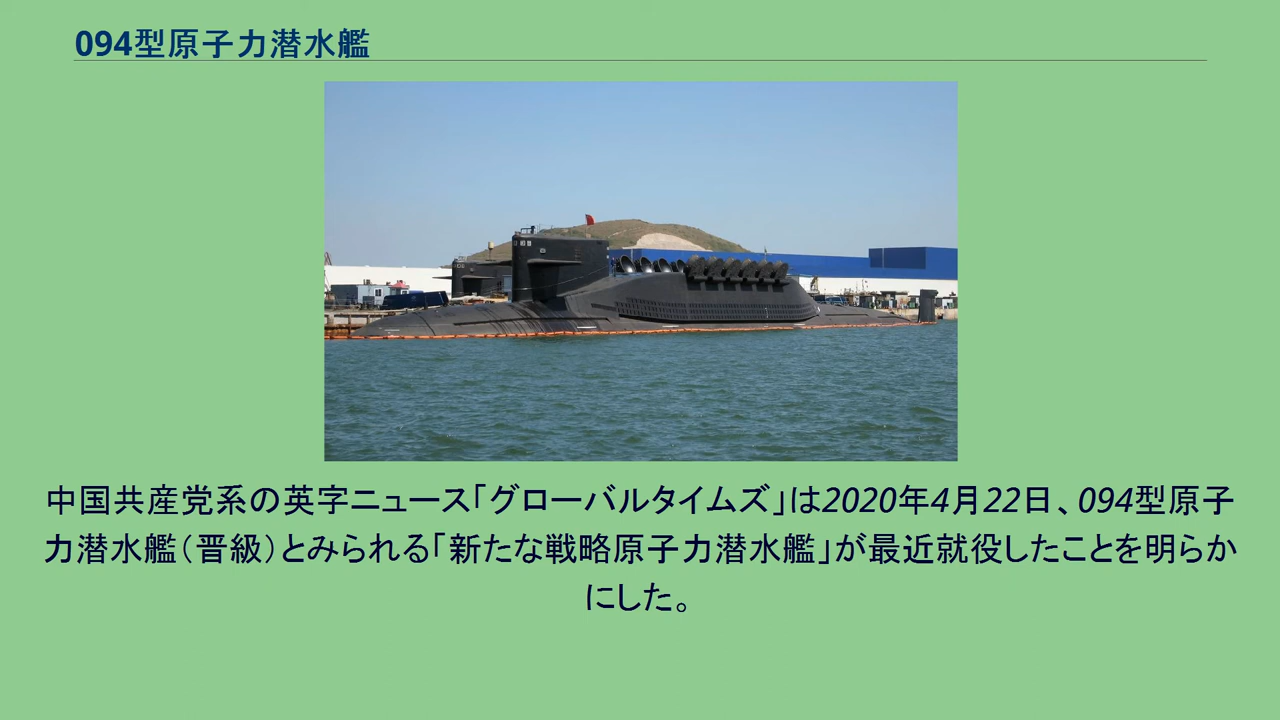 094型原子力潜水艦
中国共産党系の英字ニュース「グローバルタイムズ」は2020年4月22日、094型原子
力潜水艦（晋級）とみられる「新たな戦略原子力潜水艦」が最近就役したことを明らか
にした。